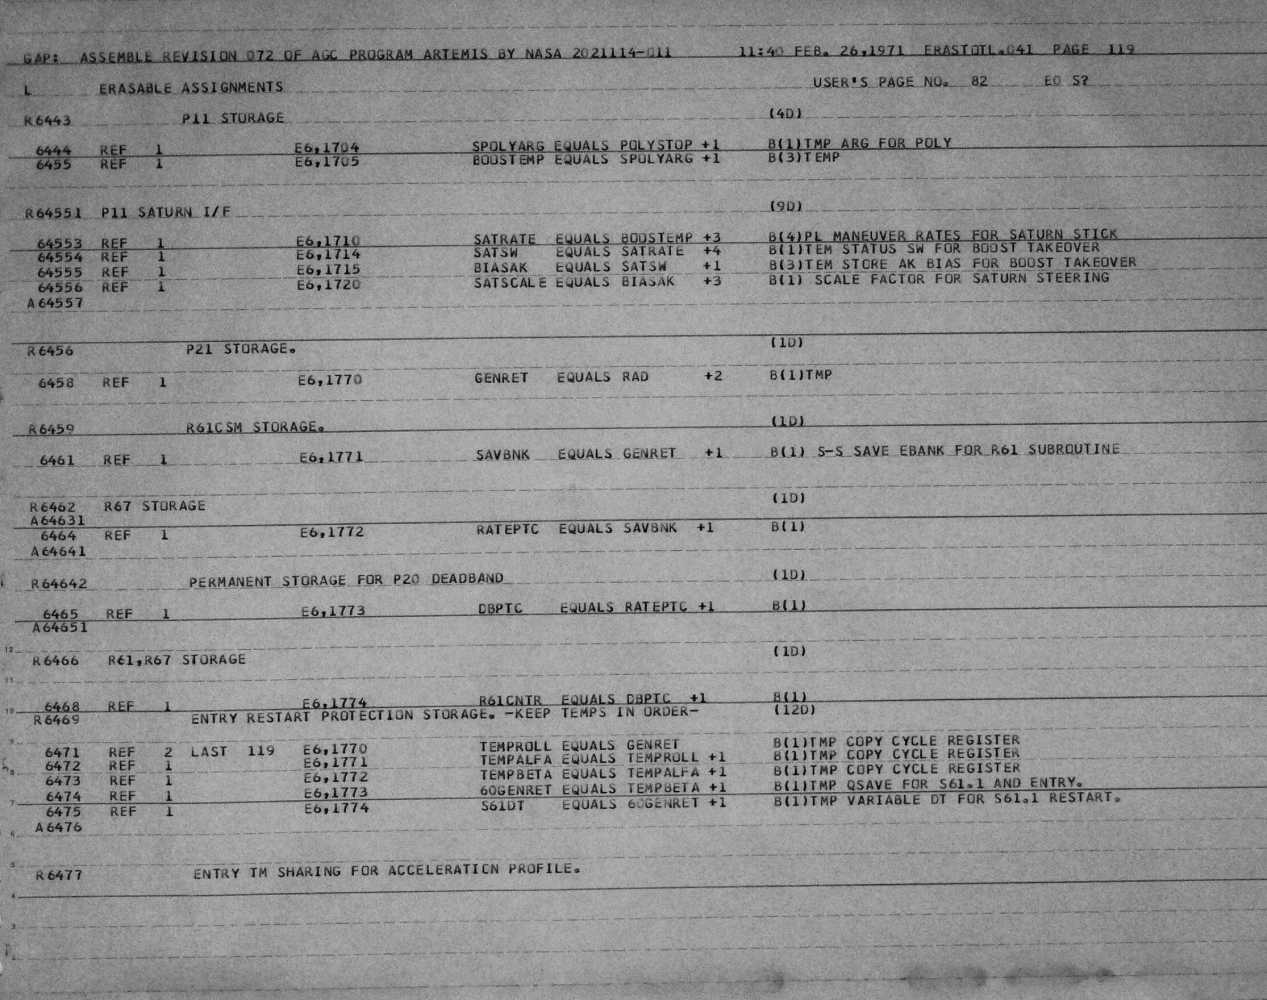 GAP: ASSEMBLE REVISION 072 OF AGC PROGRAM ARTEMIS BY NASA 2021114-011 11:40 FEB. 26,1971 ERASTOTL.041 PAGE 119
L ERASABLE ASSIGNMENTS USER'S PAGE NO. 82 E0 S?
R6443 P11 STORAGE (4D)
6444 REF 1 E6,1704 SPOLYARG EQUALS POLYSTOP +1 B(1)TMP ARG FOR POLY
6455 REF 1 E6,1705 BOOSTEMP EQUALS SPOLYARG +1 B(3)TEMP
R64551 P11 SATURN I/F (9D)
64553 REF 1 E6,1710 SATRATE EQUALS BOOSTEMP +3 B(4)PL MANEUVER RATES FOR SATURN STICK
64554 REF 1 E6,1714 SATSW EQUALS SATRATE +4 B(1)TEM STATUS SW FOR BOOST TAKEOVER
64555 REF 1 E6,1715 BIASAK EQUALS SATSW +1 B(3)TEM STORE AK BIAS FOR BOOST TAKEOVER
64556 REF 1 E6,1720 SATSCALE EQUALS BIASAK +3 B(1) SCALE FACTOR FOR SATURN STEERING
A64557
R6456 P21 STORAGE. (1D)
6458 REF 1 E6,1770 GENRET EQUALS RAD +2 B(1)TMP
R6459 R61CSM STORAGE. (1D)
6461 REF 1 E6,1771 SAVBNK EQUALS GENRET +1 B(1) S-S SAVE EBANK FOR R61 SUBROUTINE
R6462 R67 STORAGE (1D)
A64631
6464 REF 1 E6,1772 RATEPTC EQUALS SAVBNK +1 B(1)
A64641
R64642 PERMANENT STORAGE FOR P20 DEADBAND (1D)
6465 REF 1 E6,1773 DBPTC EQUALS RATEPTC +1 B(1)
A64651
R6466 R61,R67 STORAGE (1D)
6468 REF 1 E6,1774 R61CNTR EQUALS DBPTC +1 B(1)
R6469 ENTRY RESTART PROTECTION STORAGE. -KEEP TEMPS IN ORDER- (12D)
6471 REF 2 LAST 119 E6,1770 TEMPROLL EQUALS GENRET B(1)TMP COPY CYCLE REGISTER
6472 REF 1 E6,1771 TEMPALFA EQUALS TEMPROLL +1 B(1)TMP COPY CYCLE REGISTER
6473 REF 1 E6,1772 TEMPBETA EQUALS TEMPALFA +1 B(1)TMP COPY CYCLE REGISTER
6474 REF 1 E6,1773 60GENRET EQUALS TEMPBETA +1 B(1)TMP QSAVE FOR S61.1 AND ENTRY.
6475 REF 1 E6,1774 S61DT EQUALS 60GENRET +1 B(1)TMP VARIABLE DT FOR S61.1 RESTART.
A6476
R6477 ENTRY TM SHARING FOR ACCELERATION PROFILE.